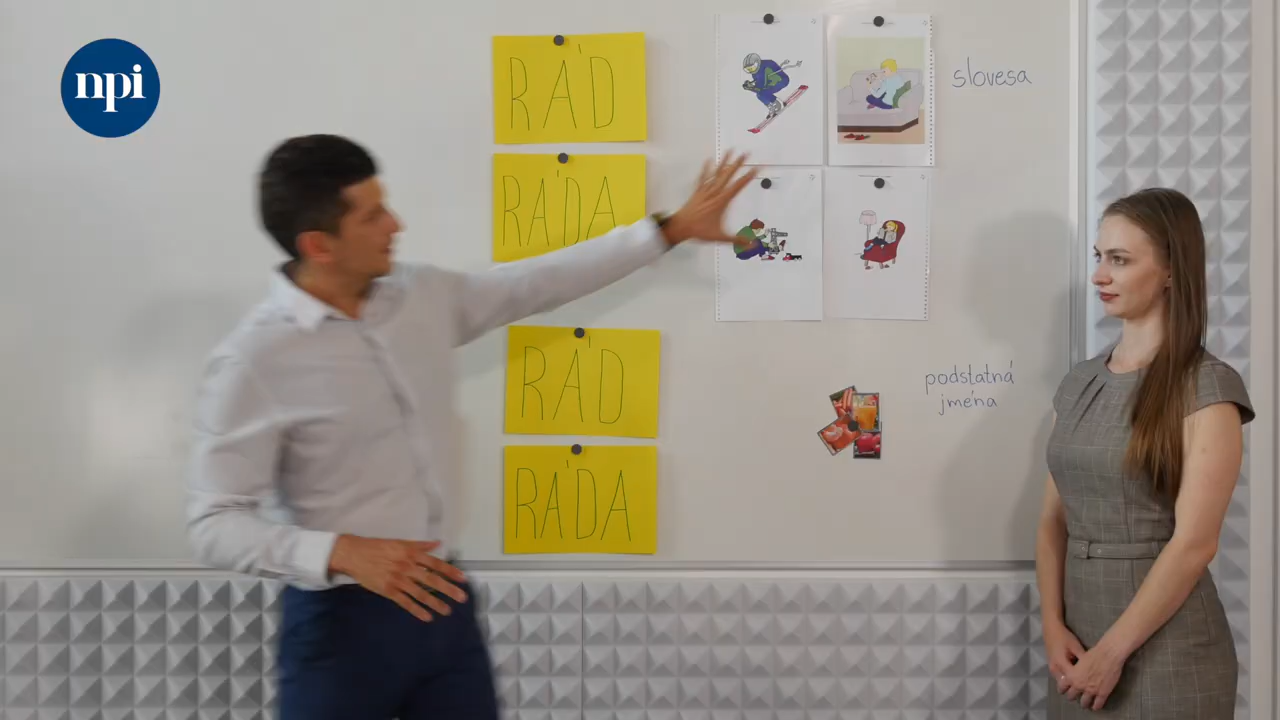 npi
RÁD
slovesa
RÁDA
RÁD
podstatná
jména
RÁDA